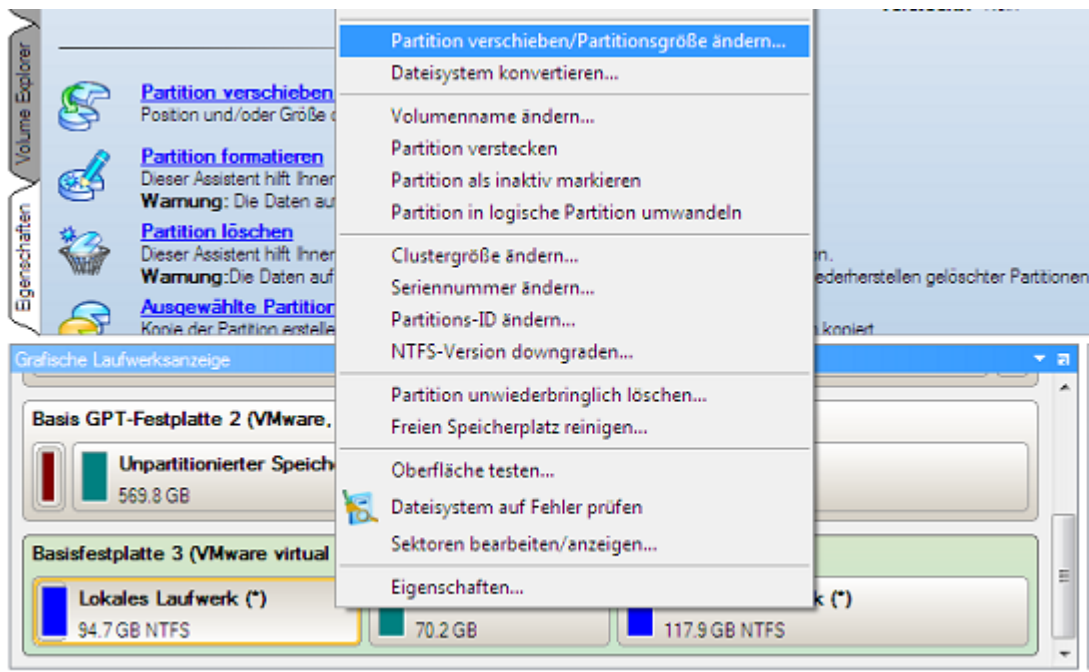 Volume Explorer
Eigenschaften
Partition verschieben
Position und/oder Größe
Partition formatieren
Dieser Assistent hilft Ihner
Warnung: Die Daten au
Partition löschen
Dieser Assistent hilft Ihner
Warnung:Die Daten auf
ederherstellen gelöschter Partitionen
Ausgewählte Partition
Kopie der Partition erstelle
kopiert
Partition verschieben/Partitionsgröße ändern...
Dateisystem konvertieren...
Volumenname ändern...
Partition verstecken
Partition als inaktiv markieren
Partition in logische Partition umwandeln
Clustergröße ändern...
Seriennummer ändern...
Partitions-ID ändern...
NTFS-Version downgraden...
Partition unwiederbringlich löschen...
Freien Speicherplatz reinigen...
Oberfläche testen...
Dateisystem auf Fehler prüfen
Sektoren bearbeiten/anzeigen...
Eigenschaften...
Grafische Laufwerksanzeige
Basis GPT-Festplatte 2 (VMware,
Unpartitionierter Speich
569.8 GB
Basisfestplatte 3 (VMware virtual
Lokales Laufwerk (*)
94.7 GB NTFS
70.2 GB
k (*)
117.9 GB NTFS